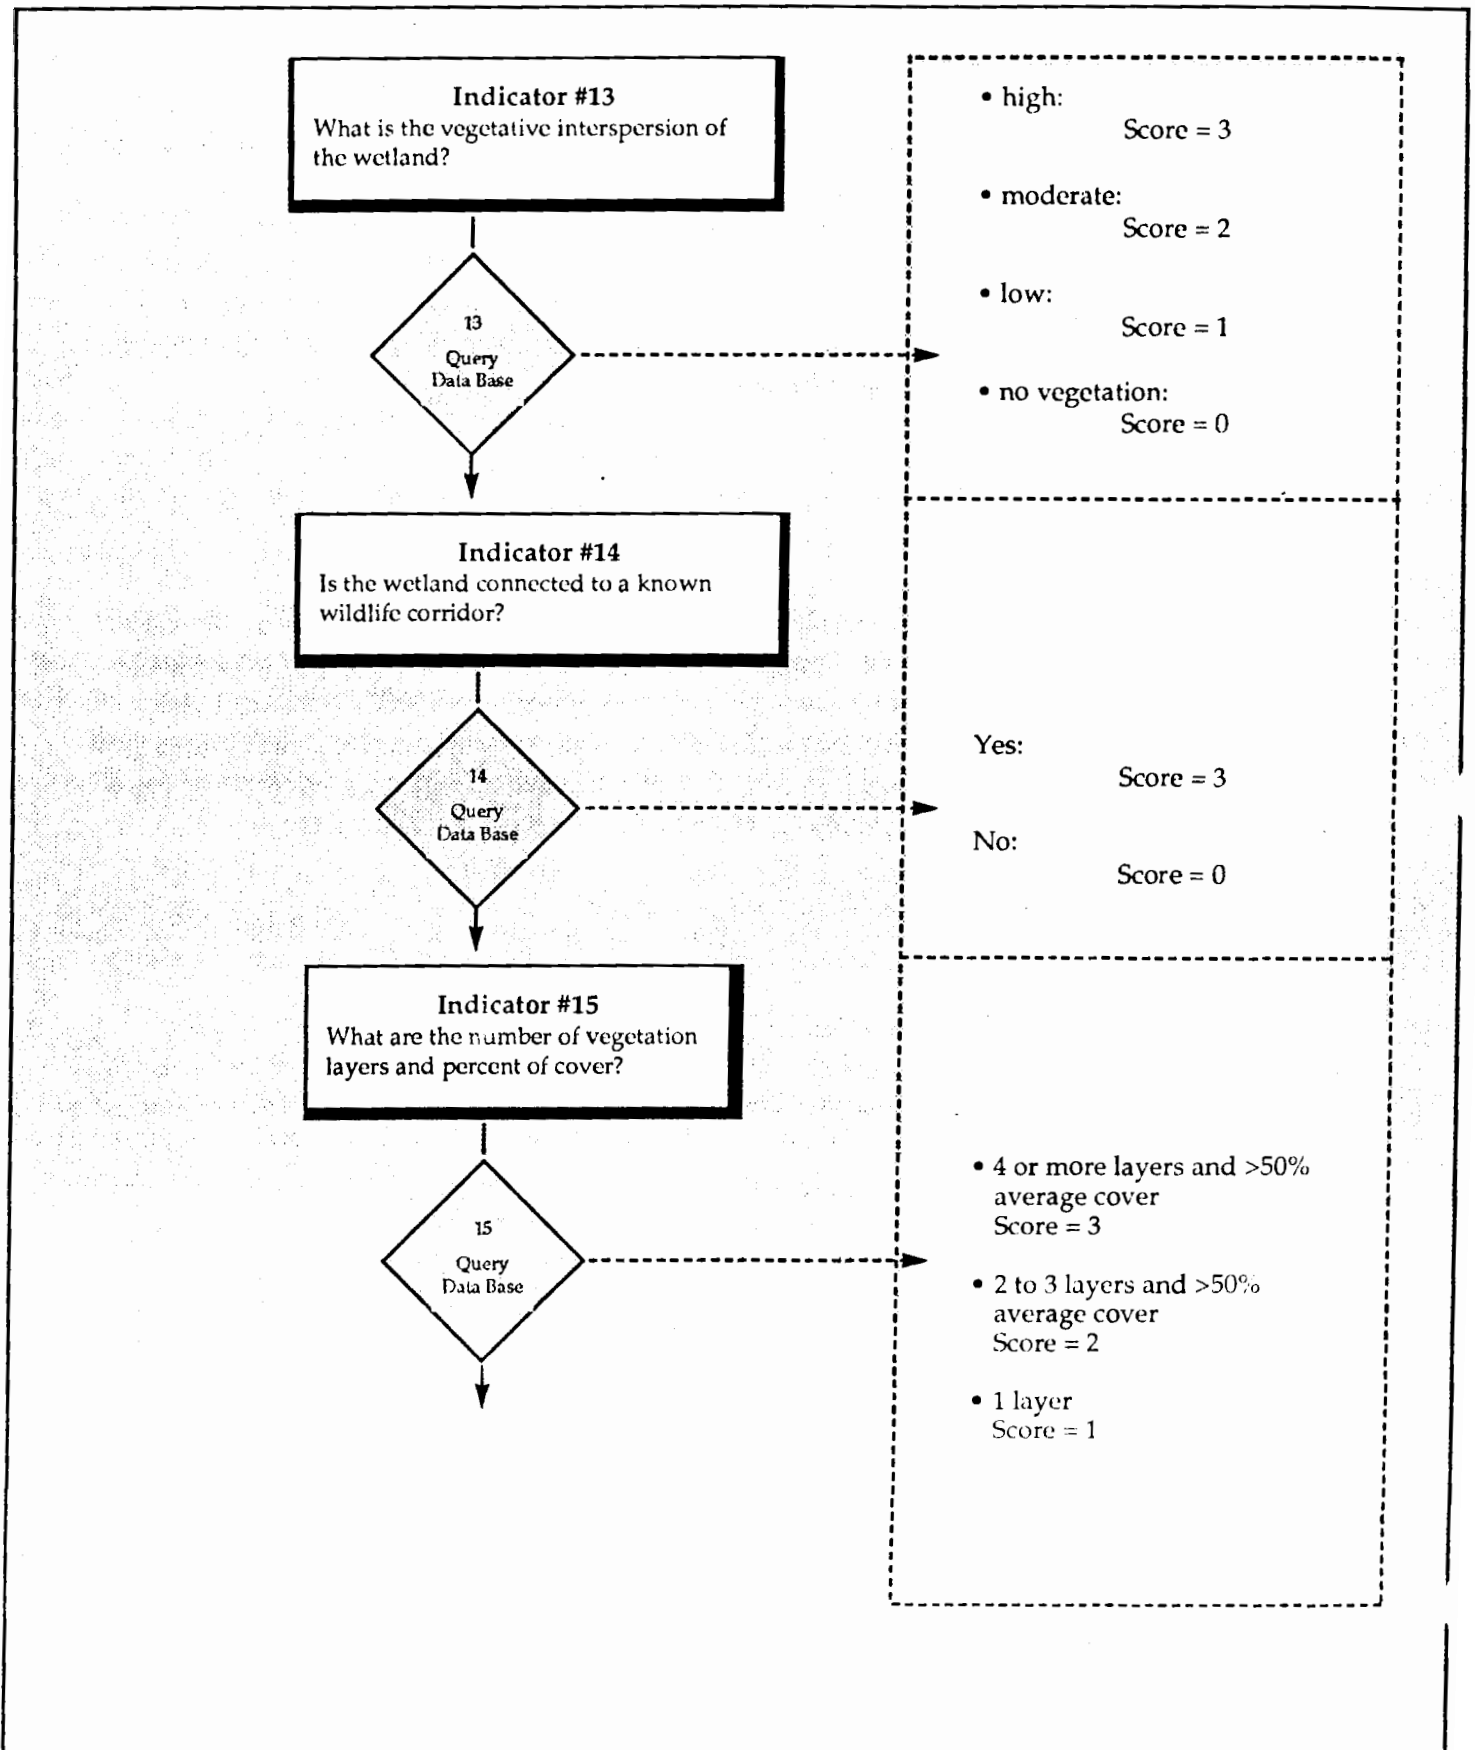 Indicator #13
What is the vegetative interspersion of
the wetland?
13
Query
Data Base
• high:
Score = 3
• moderate:
Score = 2
• low:
Score = 1
• no vegetation:
Score = 0
Indicator #14
Is the wetland connected to a known
wildlife corridor?
14
Query
Data Base
Yes:
Score = 3
No:
Score = 0
Indicator #15
What are the number of vegetation
layers and percent of cover?
15
Query
Data Base
• 4 or more layers and >50%
average cover
Score = 3
• 2 to 3 layers and >50%
average cover
Score = 2
• 1 layer
Score = 1